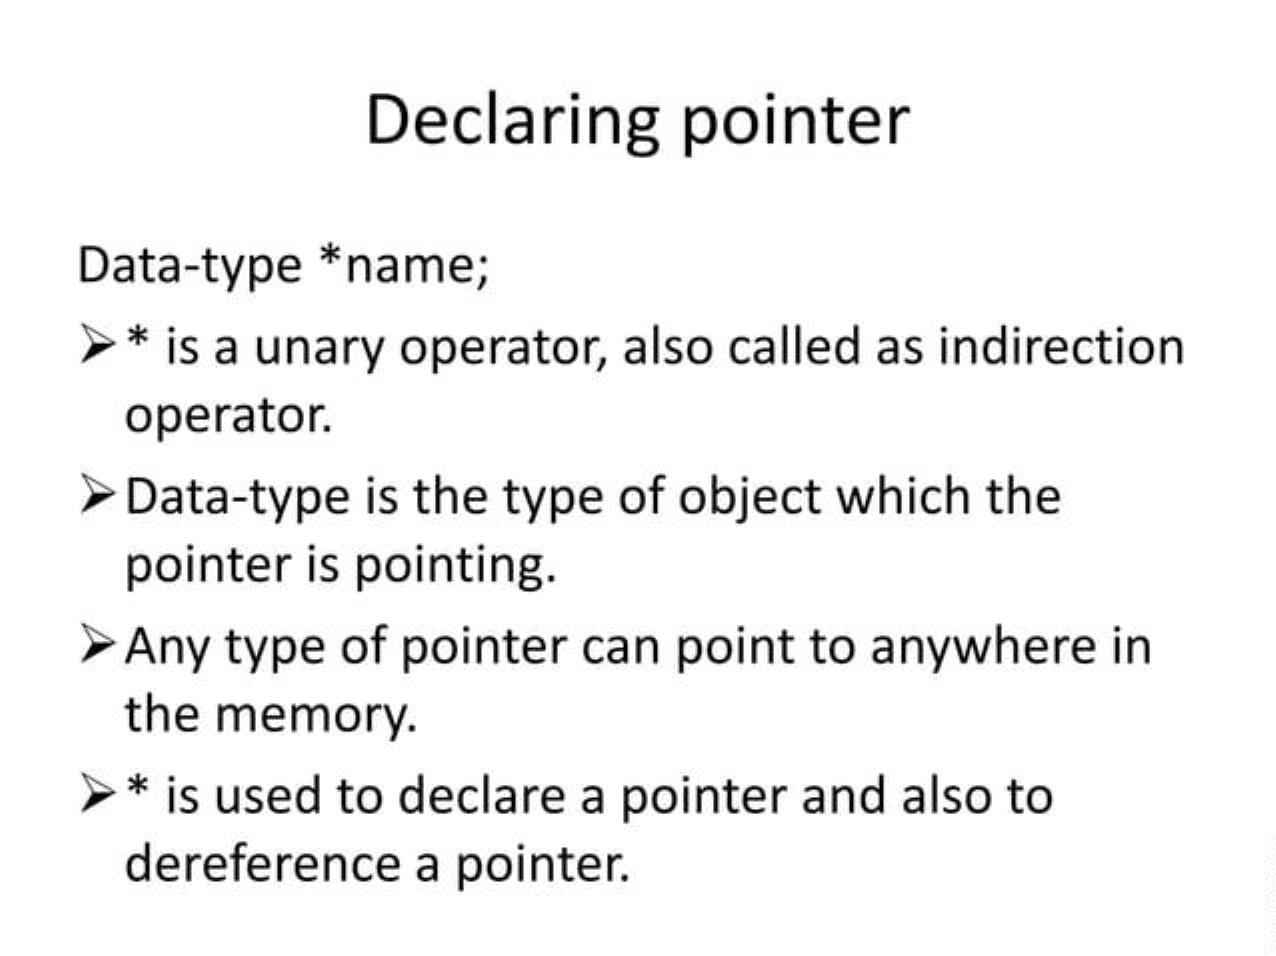 Declaring pointer
Data-type *name;
➢* is a unary operator, also called as indirection
operator.
➢Data-type is the type of object which the
pointer is pointing.
➢Any type of pointer can point to anywhere in
the memory.
➢* is used to declare a pointer and also to
dereference a pointer.